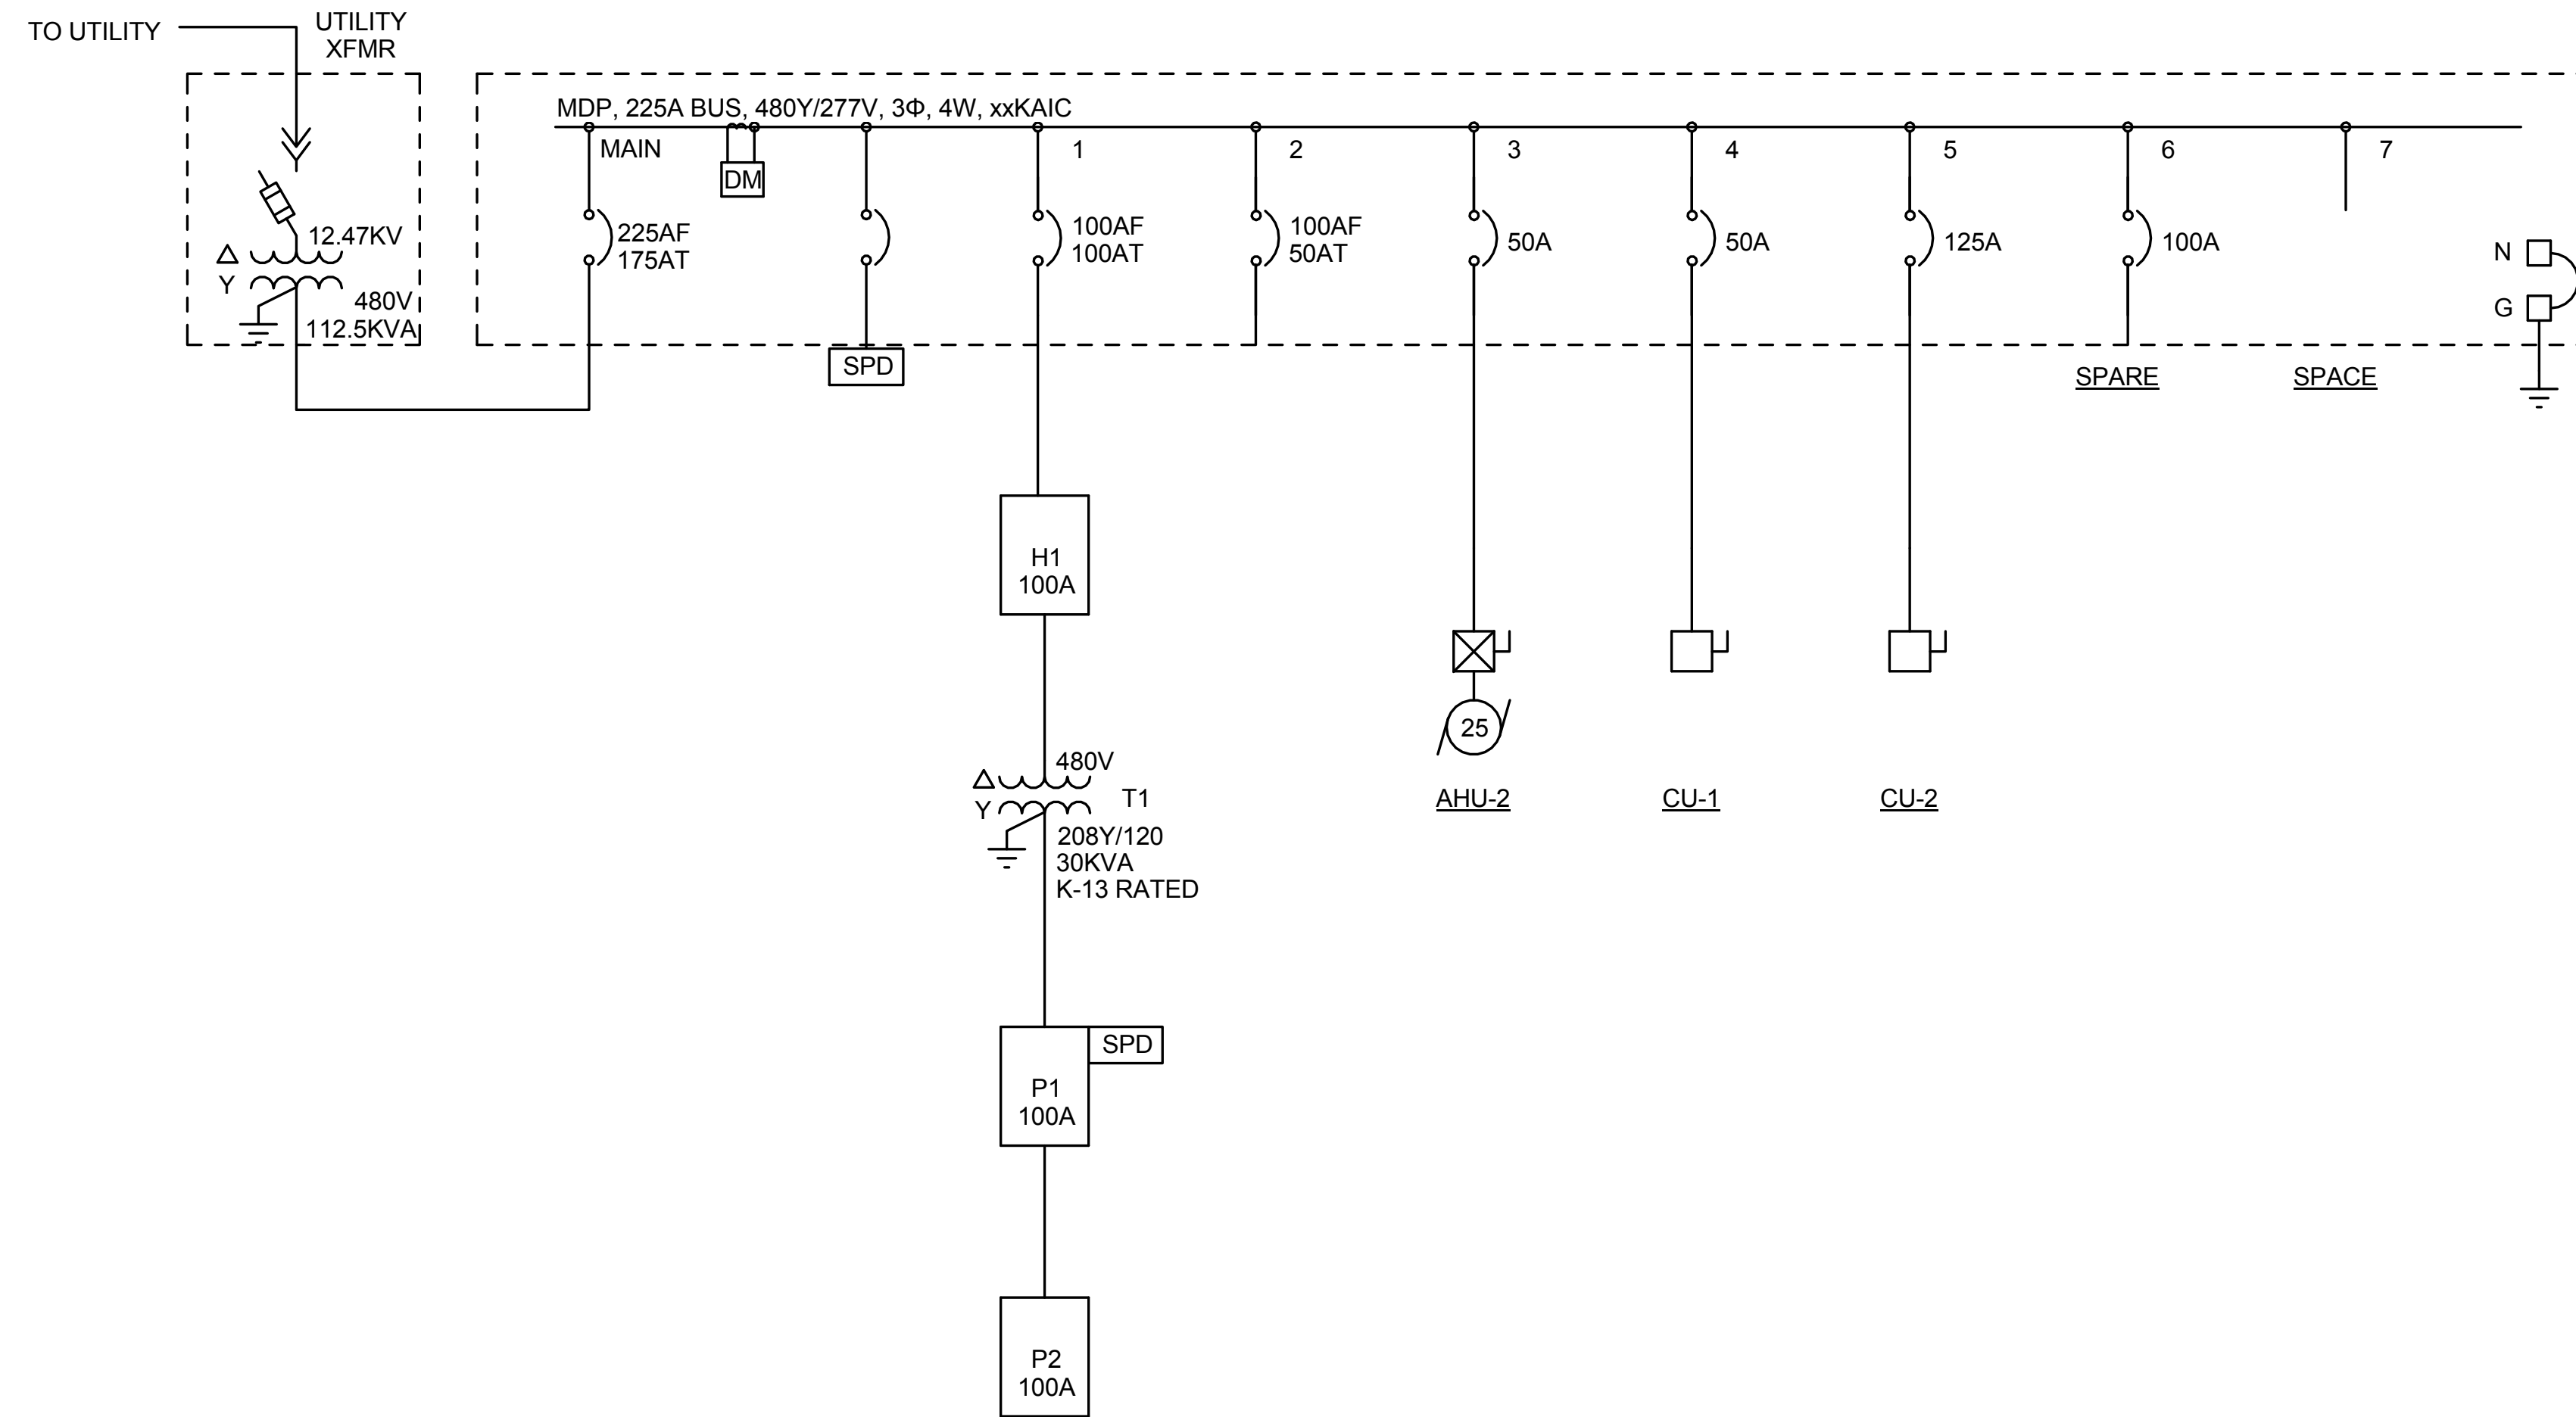 TO UTILITY
UTILITY
XFMR
12.47KV
Y
480V
112.5KVA
MDP, 225A BUS, 480Y/277V, 3Φ, 4W, xxKAIC
MAIN
DM
1
2
3
4
5
6
7
225AF
175AT
100AF
100AT
100AF
50AT
50A
50A
125A
100A
N
G
SPD
SPARE
SPACE
H1
100A
480V
Y
T1
208Y/120
30KVA
K-13 RATED
25
AHU-2
CU-1
CU-2
SPD
P1
100A
P2
100A